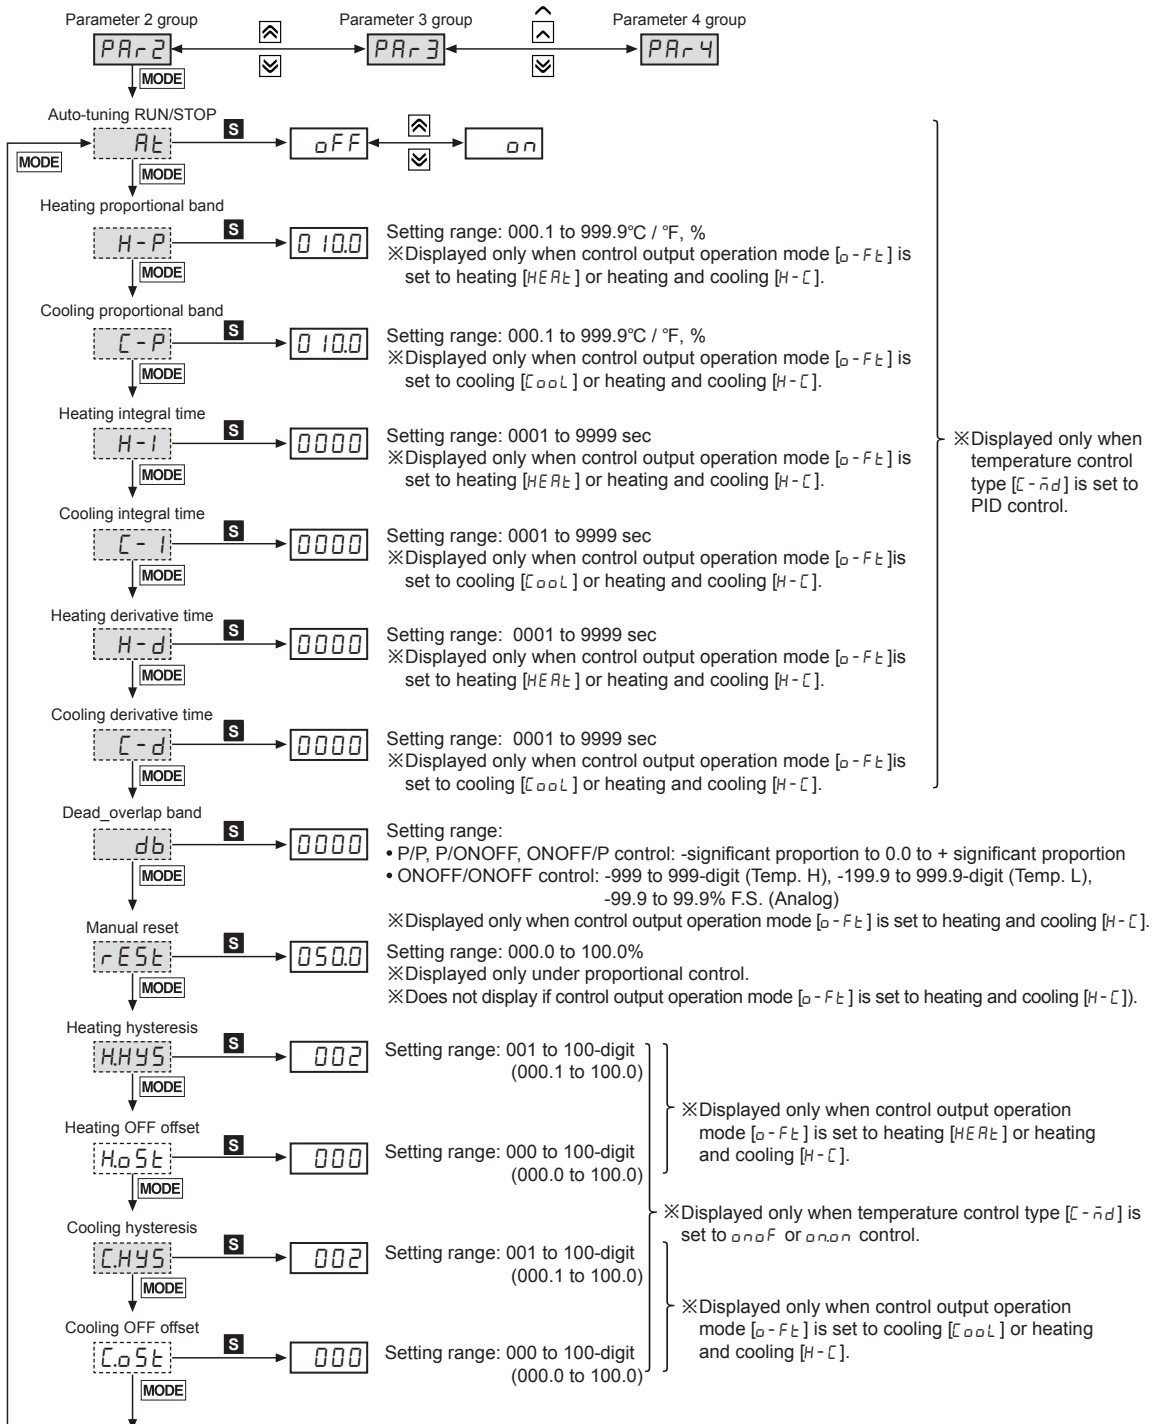 Parameter 2 group
Parameter 3 group
Parameter 4 group
PAr2
PAr3
PAr4
MODE
Auto-tuning RUN/STOP
MODE
At
S
oFF
on
MODE
Heating proportional band
H-P
S
010.0
Setting range: 000.1 to 999.9°C / °F, %
※Displayed only when control output operation mode [o-Ft] is
set to heating [HEAt] or heating and cooling [H-C].
MODE
Cooling proportional band
C-P
S
010.0
Setting range: 000.1 to 999.9°C / °F, %
※Displayed only when control output operation mode [o-Ft] is
set to cooling [CooL] or heating and cooling [H-C].
MODE
Heating integral time
H-I
S
0000
Setting range: 0001 to 9999 sec
※Displayed only when control output operation mode [o-Ft] is
set to heating [HEAt] or heating and cooling [H-C].
MODE
Cooling integral time
C-I
S
0000
Setting range: 0001 to 9999 sec
※Displayed only when control output operation mode [o-Ft]is
set to cooling [CooL] or heating and cooling [H-C].
MODE
Heating derivative time
H-d
S
0000
Setting range: 0001 to 9999 sec
※Displayed only when control output operation mode [o-Ft]is
set to heating [HEAt] or heating and cooling [H-C].
MODE
Cooling derivative time
C-d
S
0000
Setting range: 0001 to 9999 sec
※Displayed only when control output operation mode [o-Ft]is
set to cooling [CooL] or heating and cooling [H-C].
MODE
※Displayed only when
temperature control
type [C-n̄d] is set to
PID control.
Dead_overlap band
db
S
0000
Setting range:
• P/P, P/ONOFF, ONOFF/P control: -significant proportion to 0.0 to + significant proportion
• ONOFF/ONOFF control: -999 to 999-digit (Temp. H), -199.9 to 999.9-digit (Temp. L),
-99.9 to 99.9% F.S. (Analog)
※Displayed only when control output operation mode [o-Ft] is set to heating and cooling [H-C].
MODE
Manual reset
rESt
S
050.0
Setting range: 000.0 to 100.0%
※Displayed only under proportional control.
※Does not display if control output operation mode [o-Ft] is set to heating and cooling [H-C]).
MODE
Heating hysteresis
H.HYS
S
002
Setting range: 001 to 100-digit
(000.1 to 100.0)
MODE
Heating OFF offset
H.oSt
S
000
Setting range: 000 to 100-digit
(000.0 to 100.0)
MODE
※Displayed only when control output operation
mode [o-Ft] is set to heating [HEAt] or heating
and cooling [H-C].
※Displayed only when temperature control type [C-n̄d] is
set to onoF or on.on control.
Cooling hysteresis
C.HYS
S
002
Setting range: 001 to 100-digit
(000.1 to 100.0)
MODE
Cooling OFF offset
C.oSt
S
000
Setting range: 000 to 100-digit
(000.0 to 100.0)
MODE
※Displayed only when control output operation
mode [o-Ft] is set to cooling [CooL] or heating
and cooling [H-C].